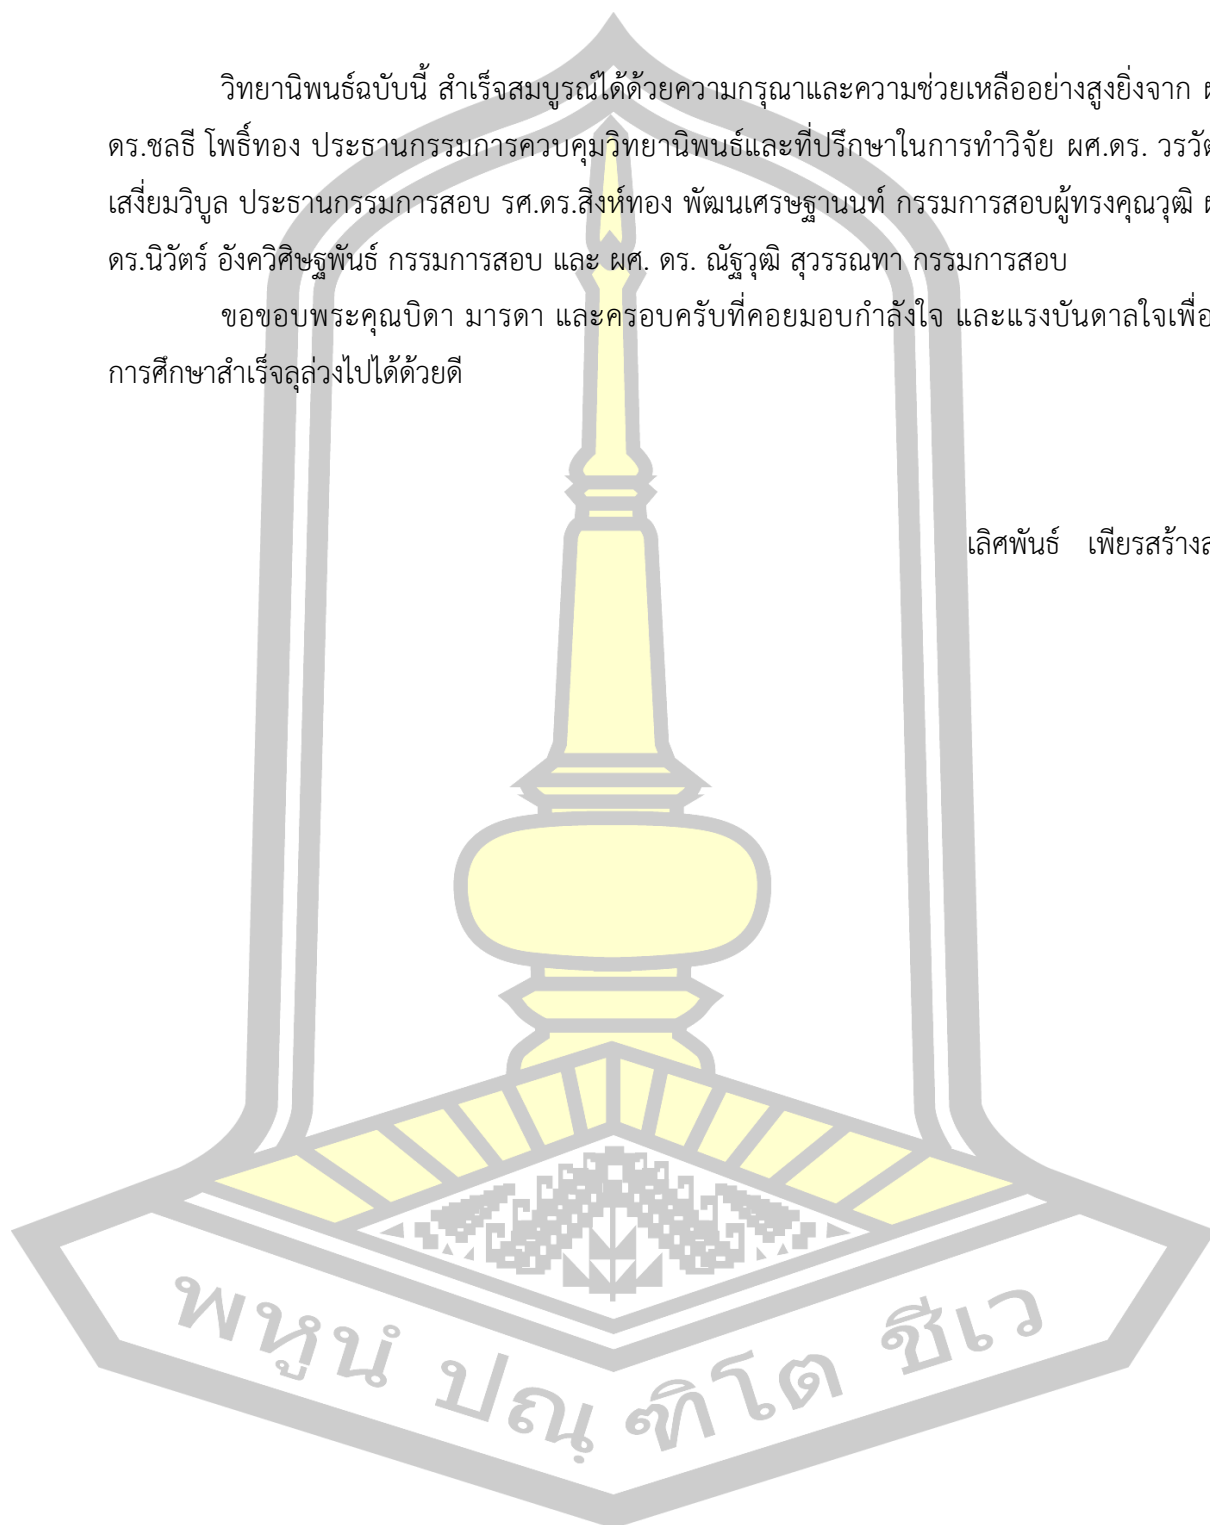 วิทยานิพนธ์ฉบับนี้ สำเร็จสมบูรณ์ได้ด้วยความกรุณาและความช่วยเหลืออย่างสูงยิ่งจาก
ดร.ชลธี โพธิ์ทอง ประธานกรรมการควบคุมวิทยานิพนธ์และที่ปรึกษาในการทำวิจัย ผศ.ดร.
เสงี่ยมวิบูล ประธานกรรมการสอบ รศ.ดร.สิงห์ทอง พัฒนเศรษฐานนท์ กรรมการสอบผู้ทรงคุณวุฒิ
ดร.นิวัตร์ อังควิศิษฐพันธ์ กรรมการสอบ และ ผศ. ดร. ณัฐวุฒิ สุวรรณทา กรรมการสอบ
ขอขอบพระคุณบิดา มารดา และครอบครับที่คอยมอบกำลังใจ และแรงบันดาลใจเพื่อ
การศึกษาสำเร็จลุล่วงไปได้ด้วยดี
เลิศพันธ์ เพียรสร้าง
พหูนํ ปณฺฑิโต ชีเว